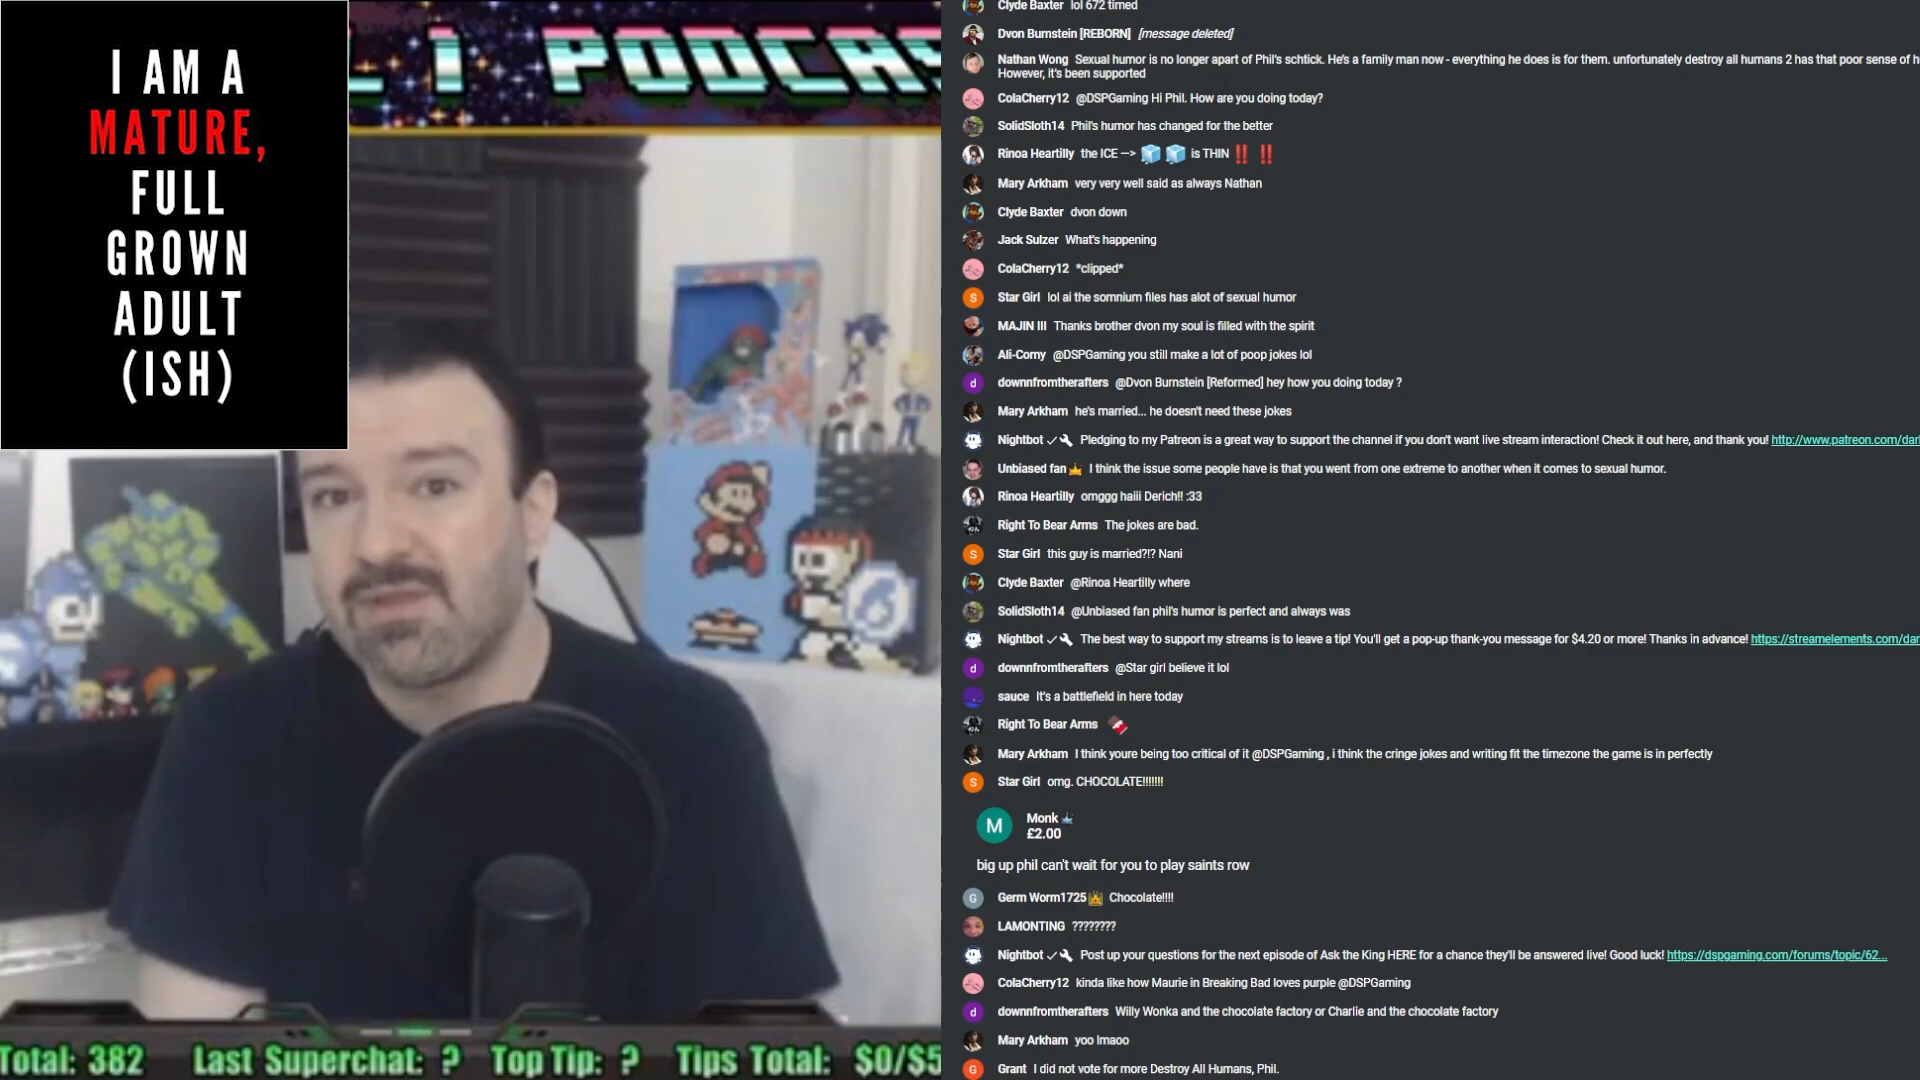 I AM A
MATURE,
FULL
GROWN
ADULT
(ISH)
Total: 382 Last Superchat: ? Top Tip: ? Tips Total: $0/$5
Clyde Baxter lol 672 timed
Dvon Burnstein [REBORN] [message deleted]
Nathan Wong Sexual humor is no longer apart of Phil's schtick. He's a family man now - everything he does is for them. unfortunately destroy all humans 2 has that poor sense of
However, it's been supported
ColaCherry12 @DSPGaming Hi Phil. How are you doing today?
SolidSloth14 Phil's humor has changed for the better
Rinoa Heartilly the ICE —> 🧊 🧊 is THIN ‼️ ‼️
Mary Arkham very very well said as always Nathan
Clyde Baxter dvon down
Jack Sulzer What's happening
ColaCherry12 *clipped*
S Star Girl lol ai the somnium files has alot of sexual humor
MAJIN III Thanks brother dvon my soul is filled with the spirit
Ali-Corny @DSPGaming you still make a lot of poop jokes lol
d downnfromtherafters @Dvon Burnstein [Reformed] hey how you doing today ?
Mary Arkham he's married... he doesn't need these jokes
Nightbot Pledging to my Patreon is a great way to support the channel if you don't want live stream interaction! Check it out here, and thank you! http://www.patreon.com/dar
Unbiased fan I think the issue some people have is that you went from one extreme to another when it comes to sexual humor.
Rinoa Heartilly omggg haiii Derich!! :33
Right To Bear Arms The jokes are bad.
S Star Girl this guy is married?!? Nani
Clyde Baxter @Rinoa Heartilly where
SolidSloth14 @Unbiased fan phil's humor is perfect and always was
Nightbot The best way to support my streams is to leave a tip! You'll get a pop-up thank-you message for $4.20 or more! Thanks in advance! https://streamelements.com/dar
d downnfromtherafters @Star girl believe it lol
sauce It's a battlefield in here today
Right To Bear Arms 🍫
Mary Arkham I think youre being too critical of it @DSPGaming , i think the cringe jokes and writing fit the timezone the game is in perfectly
S Star Girl omg. CHOCOLATE!!!!!!!
M Monk
£2.00
big up phil can't wait for you to play saints row
G Germ Worm1725 Chocolate!!!!
LAMONTING ????????
Nightbot Post up your questions for the next episode of Ask the King HERE for a chance they'll be answered live! Good luck! https://dspgaming.com/forums/topic/62...
ColaCherry12 kinda like how Maurie in Breaking Bad loves purple @DSPGaming
d downnfromtherafters Willy Wonka and the chocolate factory or Charlie and the chocolate factory
Mary Arkham yoo lmaoo
G Grant I did not vote for more Destroy All Humans, Phil.